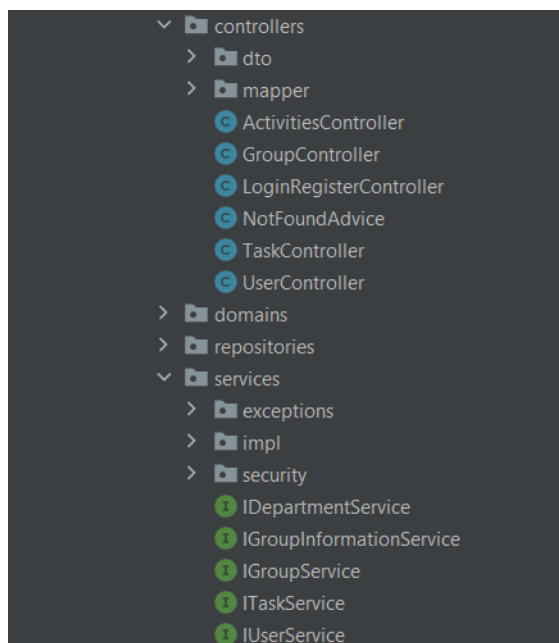 controllers
dto
mapper
C ActivitiesController
C GroupController
C LoginRegisterController
C NotFoundAdvice
C TaskController
C UserController
domains
repositories
services
exceptions
impl
security
I IDepartmentService
I IGroupInformationService
I IGroupService
I ITaskService
I IUserService